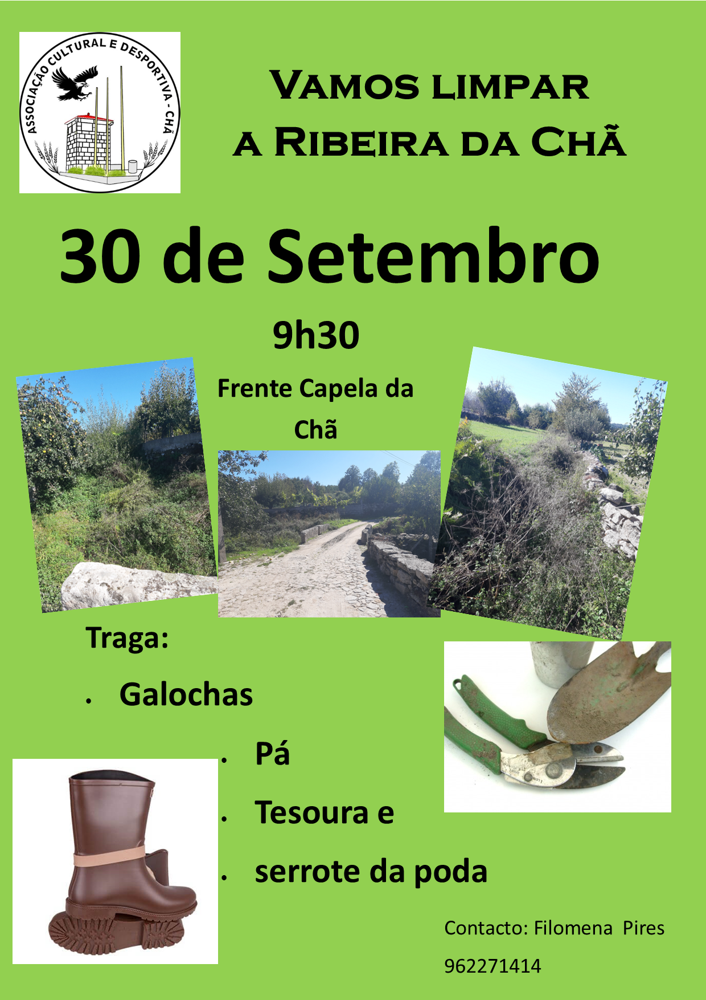 ASSOCIAÇÃO CULTURAL E DESPORTIVA - CHÃ
VAMOS LIMPAR
A RIBEIRA DA CHÃ
30 de Setembro
9h30
Frente Capela da
Chã
Traga:
• Galochas
• Pá
• Tesoura e
• serrote da poda
Contacto: Filomena Pires
962271414